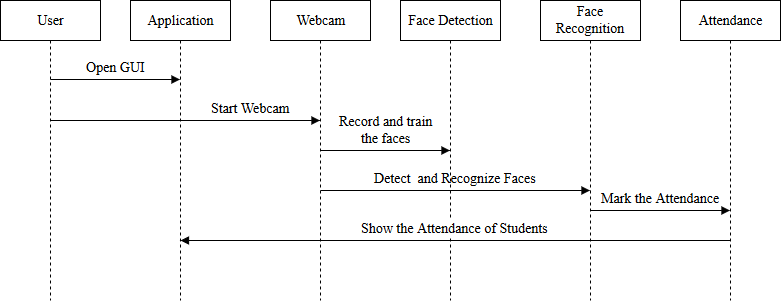 User
Application
Webcam
Face Detection
Face
Recognition
Attendance
Open GUI
Start Webcam
Record and train
the faces
Detect  and Recognize Faces
Mark the Attendance
Show the Attendance of Students